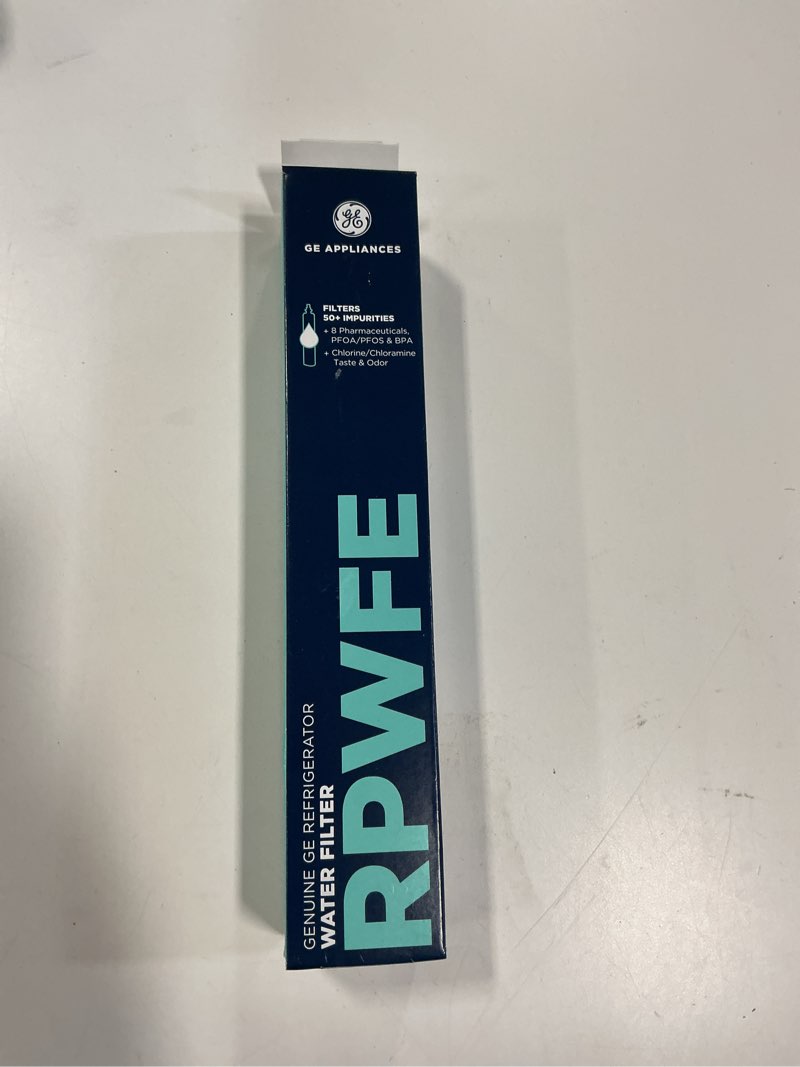 GE
GE APPLIANCES
FILTERS
50+ IMPURITIES
+ 8 Pharmaceuticals,
PFOA/PFOS & BPA
+ Chlorine/Chloramine
Taste & Odor
GENUINE GE REFRIGERATOR
WATER FILTER
RPWFE